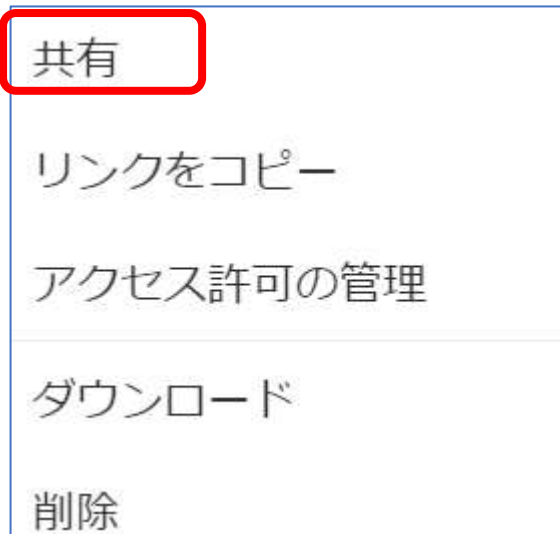 共有
リンクをコピー
アクセス許可の管理
ダウンロード
削除